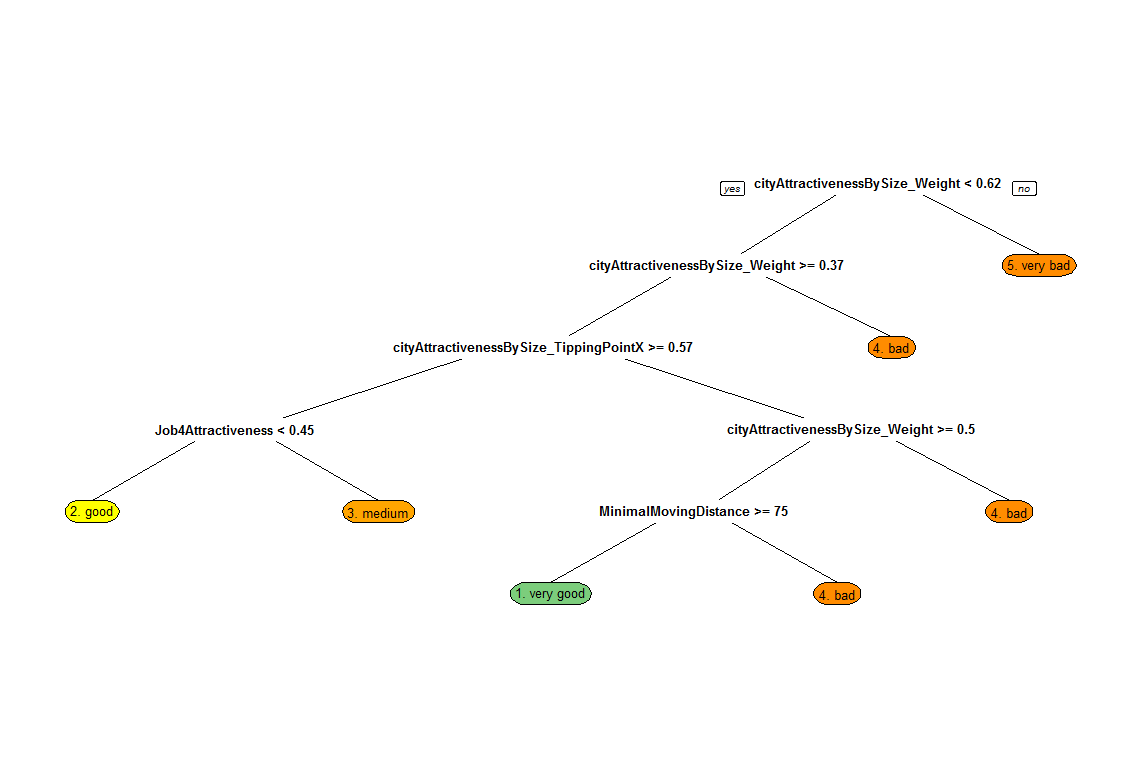 yes cityAttractivenessBySize_Weight < 0.62 no
cityAttractivenessBySize_Weight >= 0.37
5. very bad
cityAttractivenessBySize_TippingPointX >= 0.57
4. bad
Job4Attractiveness < 0.45
cityAttractivenessBySize_Weight >= 0.5
2. good
3. medium
MinimalMovingDistance >= 75
4. bad
1. very good
4. bad